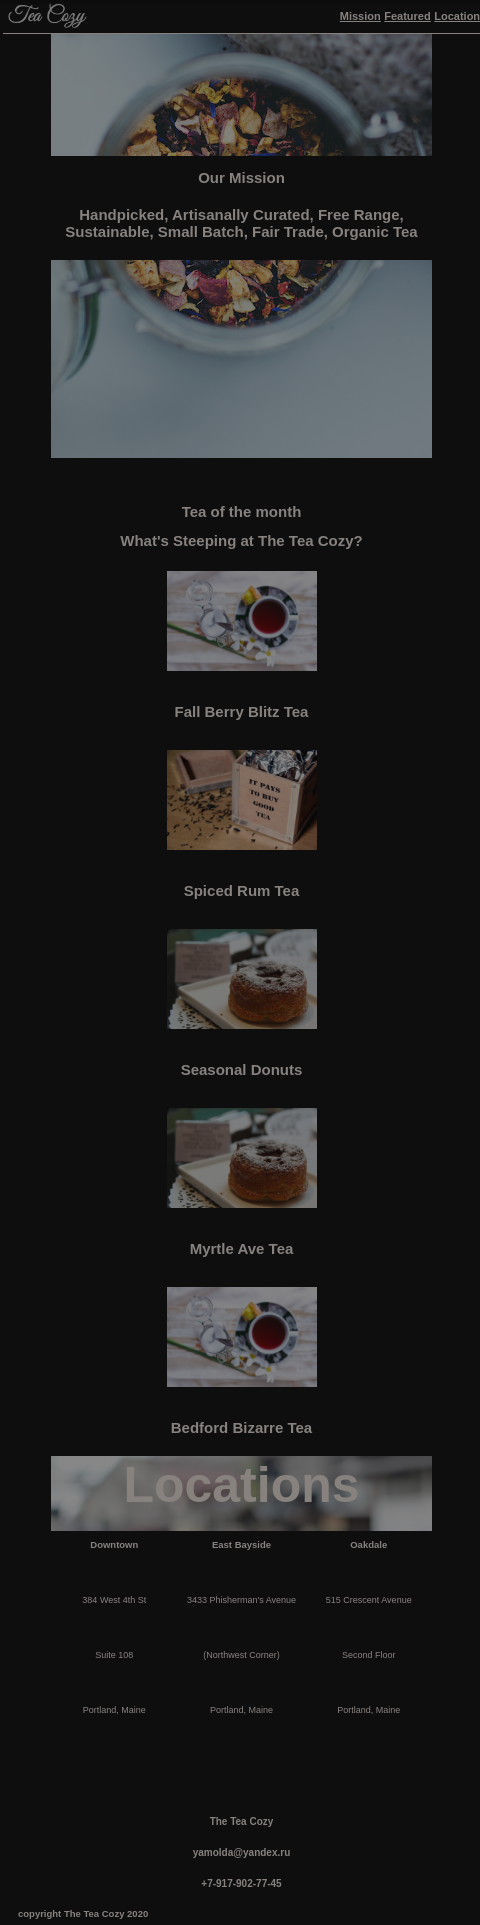 Tea Cozy
Mission Featured Location
Our Mission
Handpicked, Artisanally Curated, Free Range,
Sustainable, Small Batch, Fair Trade, Organic Tea
Tea of the month
What's Steeping at The Tea Cozy?
Fall Berry Blitz Tea
IT PAYS
TO BUY
GOOD
TEA
Spiced Rum Tea
Seasonal Donuts
Myrtle Ave Tea
Bedford Bizarre Tea
Locations
Downtown East Bayside Oakdale
384 West 4th St 3433 Phisherman's Avenue 515 Crescent Avenue
Suite 108 (Northwest Corner) Second Floor
Portland, Maine Portland, Maine Portland, Maine
The Tea Cozy
yamolda@yandex.ru
+7-917-902-77-45
copyright The Tea Cozy 2020